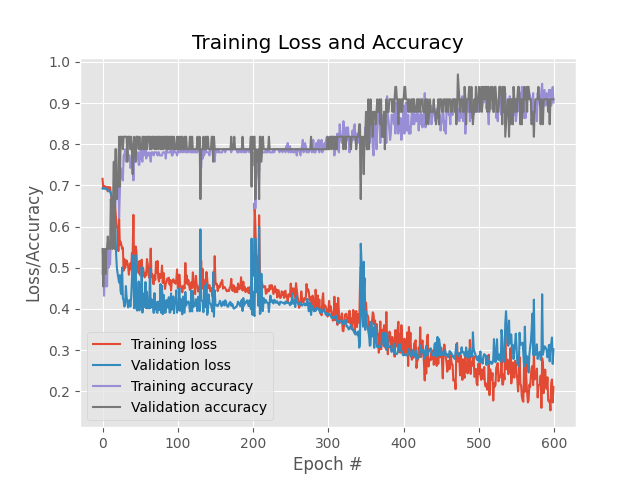 Training Loss and Accuracy
1.0
0.9
0.8
0.7
0.6
0.5
0.4
0.3
0.2
Loss/Accuracy
Training loss
Validation loss
Training accuracy
Validation accuracy
0 100 200 300 400 500 600
Epoch #